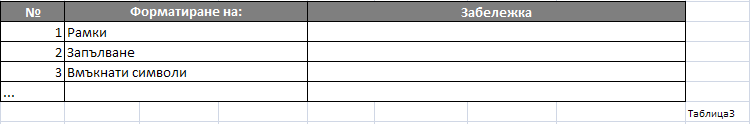 № Форматиране на: Забележка
1 Рамки
2 Запълване
3 Вмъкнати символи
...
Таблица3